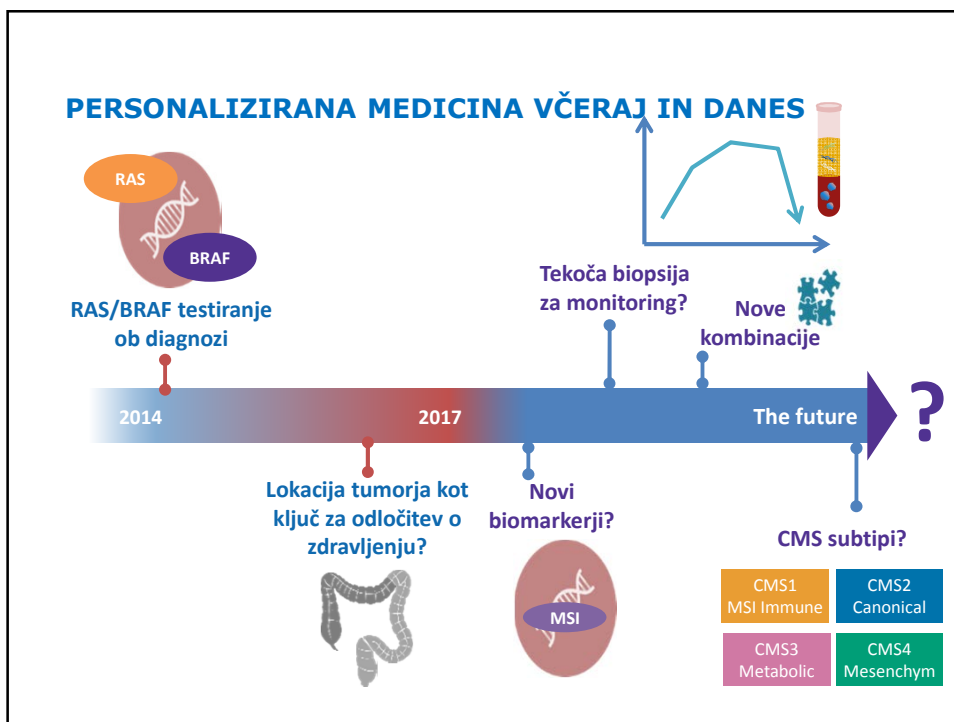 PERSONALIZIRANA MEDICINA VČERAJ IN DANES
RAS
BRAF
RAS/BRAF testiranje
ob diagnozi
Tekoča biopsija
za monitoring?
Nove
kombinacije
2014
2017
The future
?
Lokacija tumorja kot
ključ za odločitev o
zdravljenju?
Novi
biomarkerji?
MSI
CMS subtipi?
CMS1
MSI Immune
CMS2
Canonical
CMS3
Metabolic
CMS4
Mesenchym